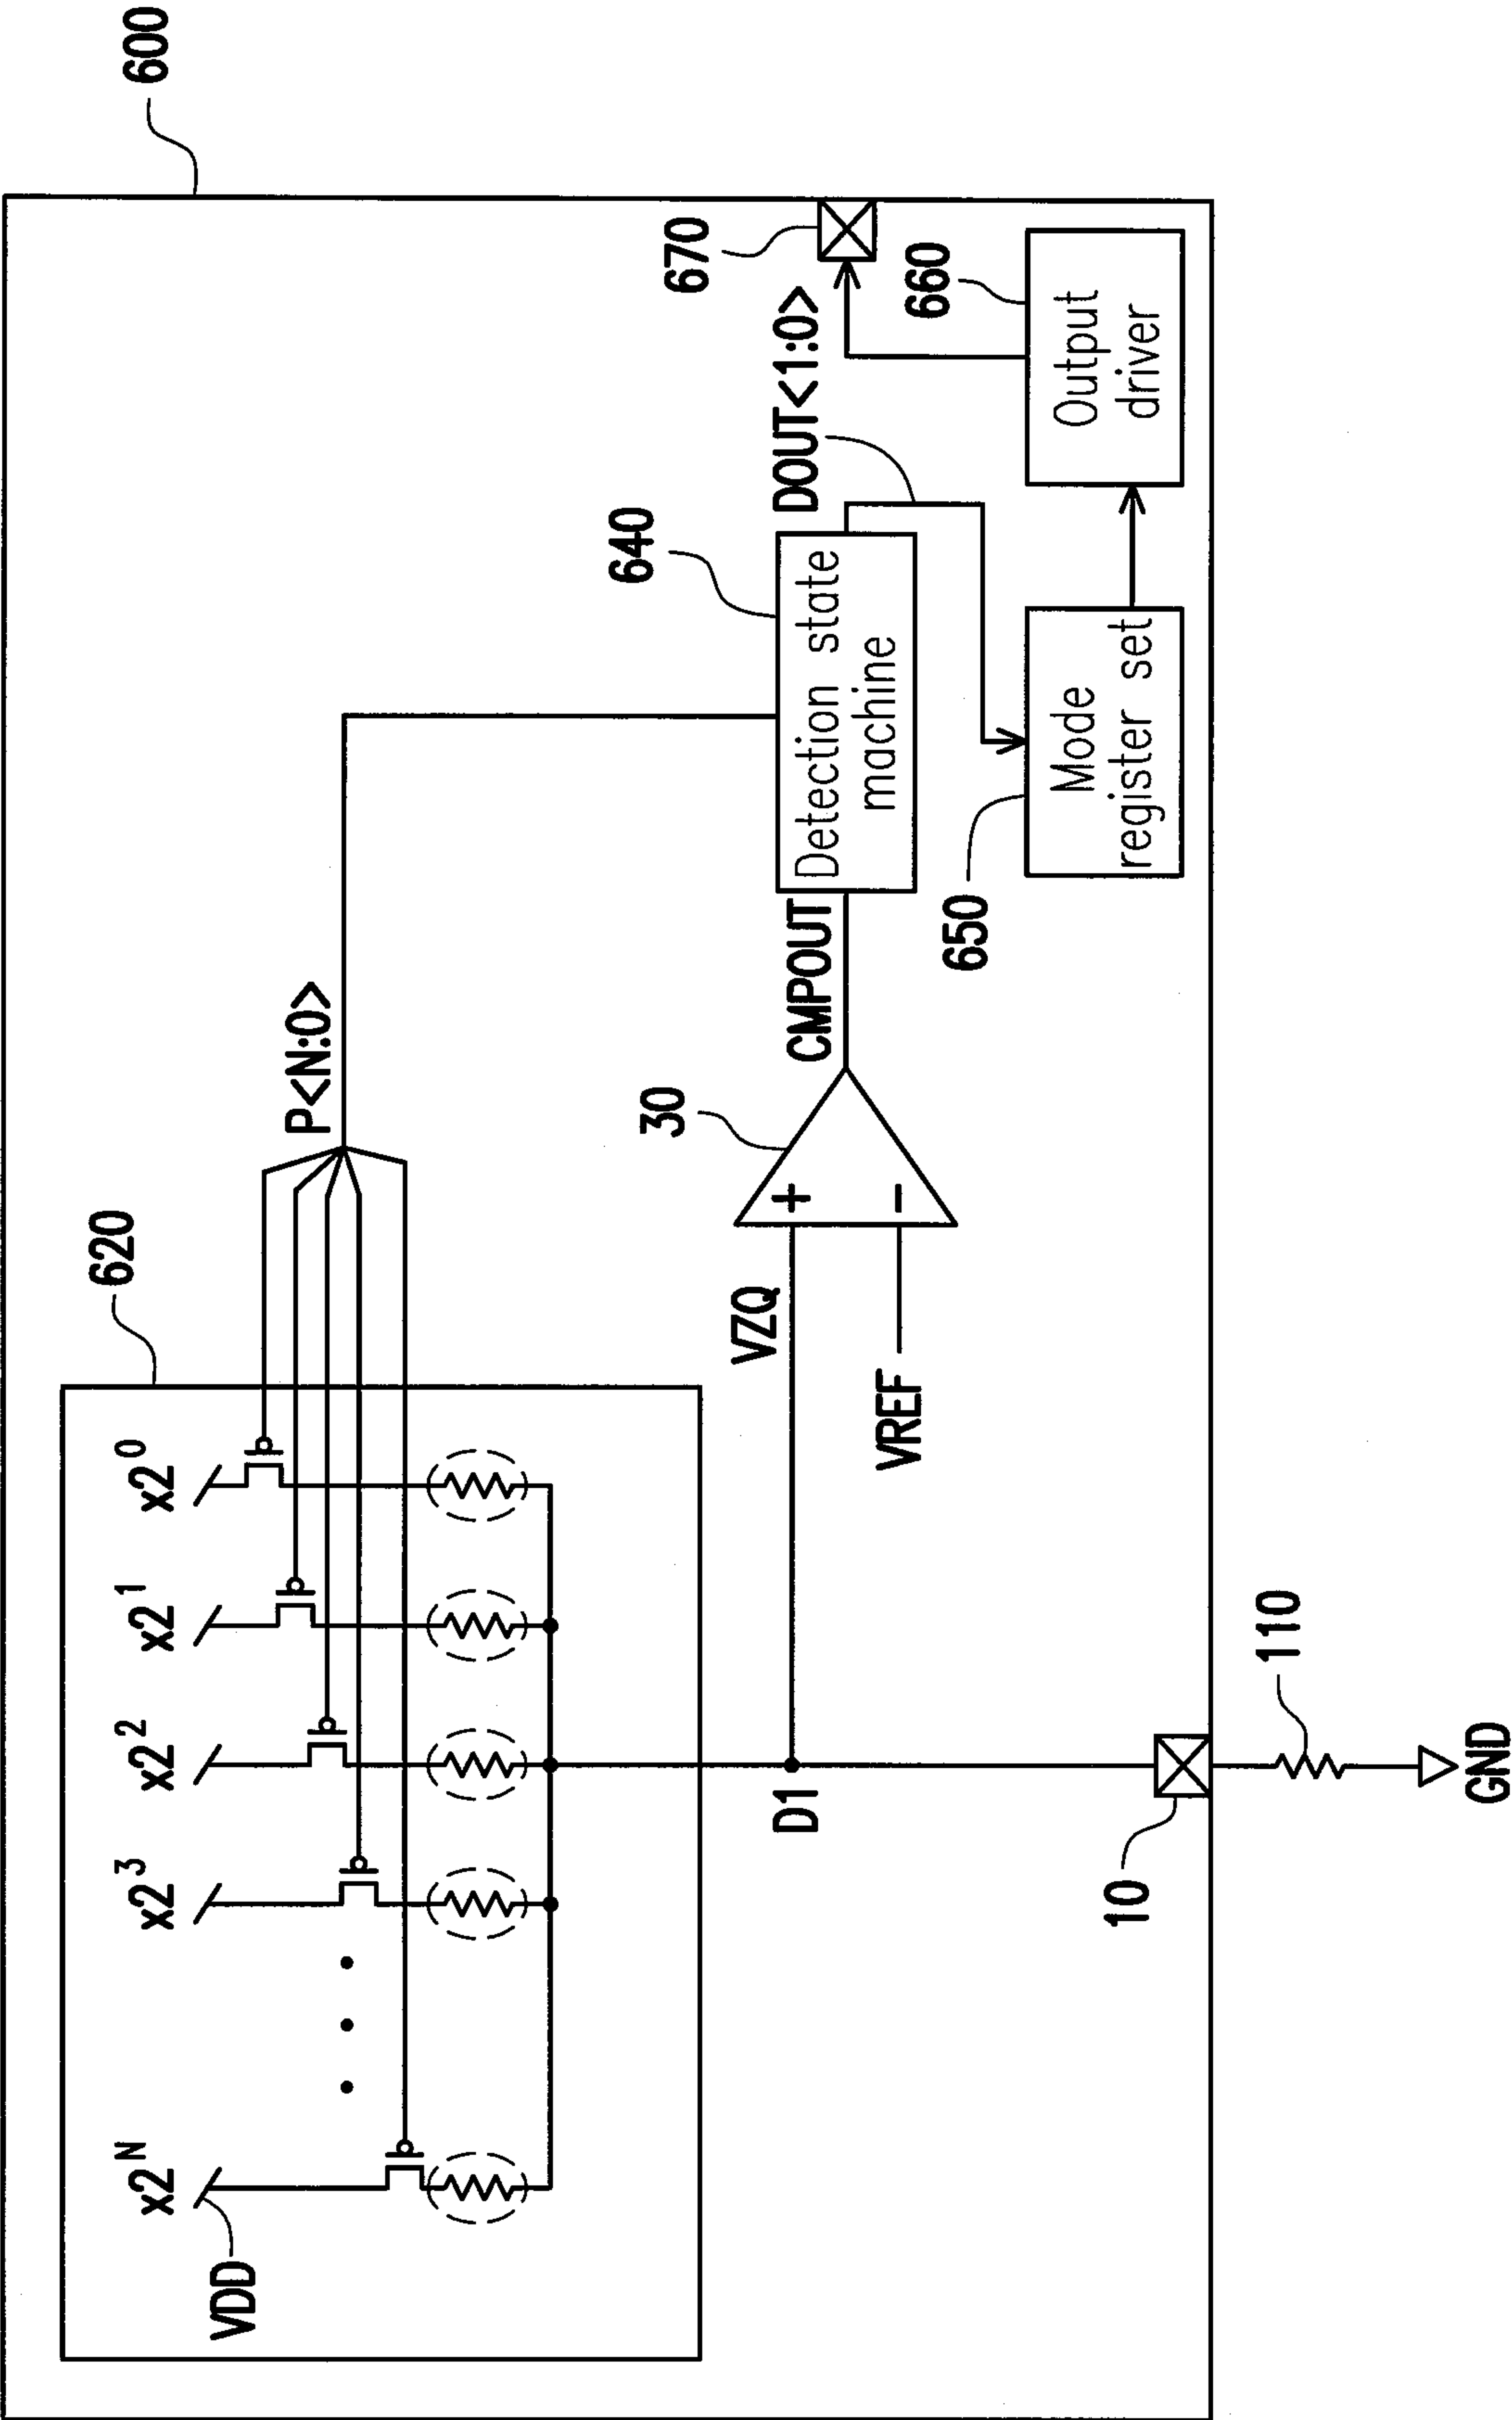 600
620
x2^N
x2^3
x2^2
x2^1
x2^0
VDD
P<N:0>
640
670
DOUT<1:0>
30
VZQ
+
−
VREF
CMPOUT
Detection state
machine
D1
650
660
Mode
register set
Output
driver
10
110
GND